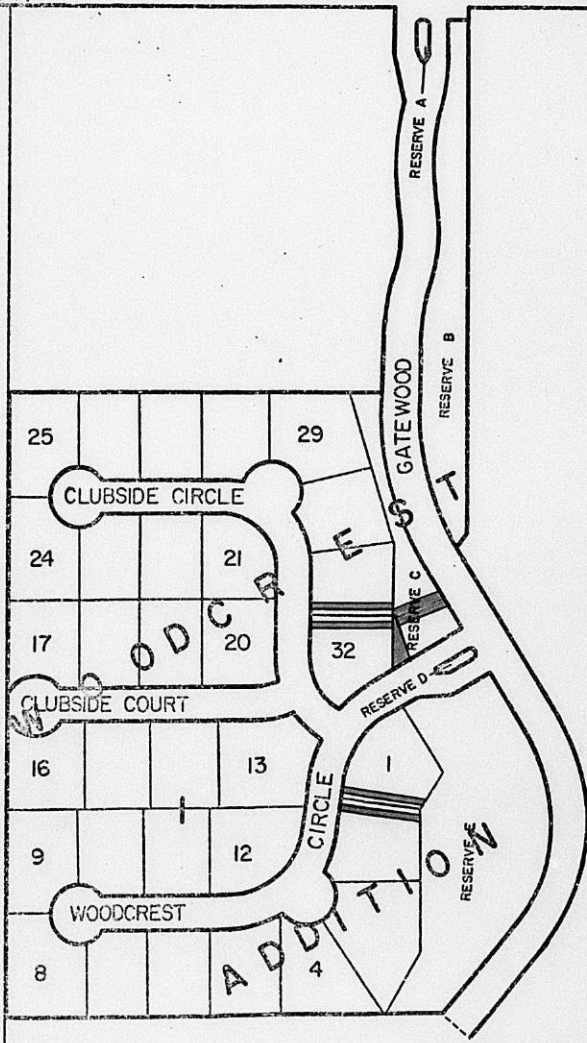 RESERVE A
RESERVE B
GATEWOOD
25
29
CLUBSIDE CIRCLE
WOODCREST
24
21
RESERVE C
17
20
32
CLUBSIDE COURT
RESERVE D
16
13
1
CIRCLE
9
12
RESERVE E
WOODCREST
ADDITION
8
4